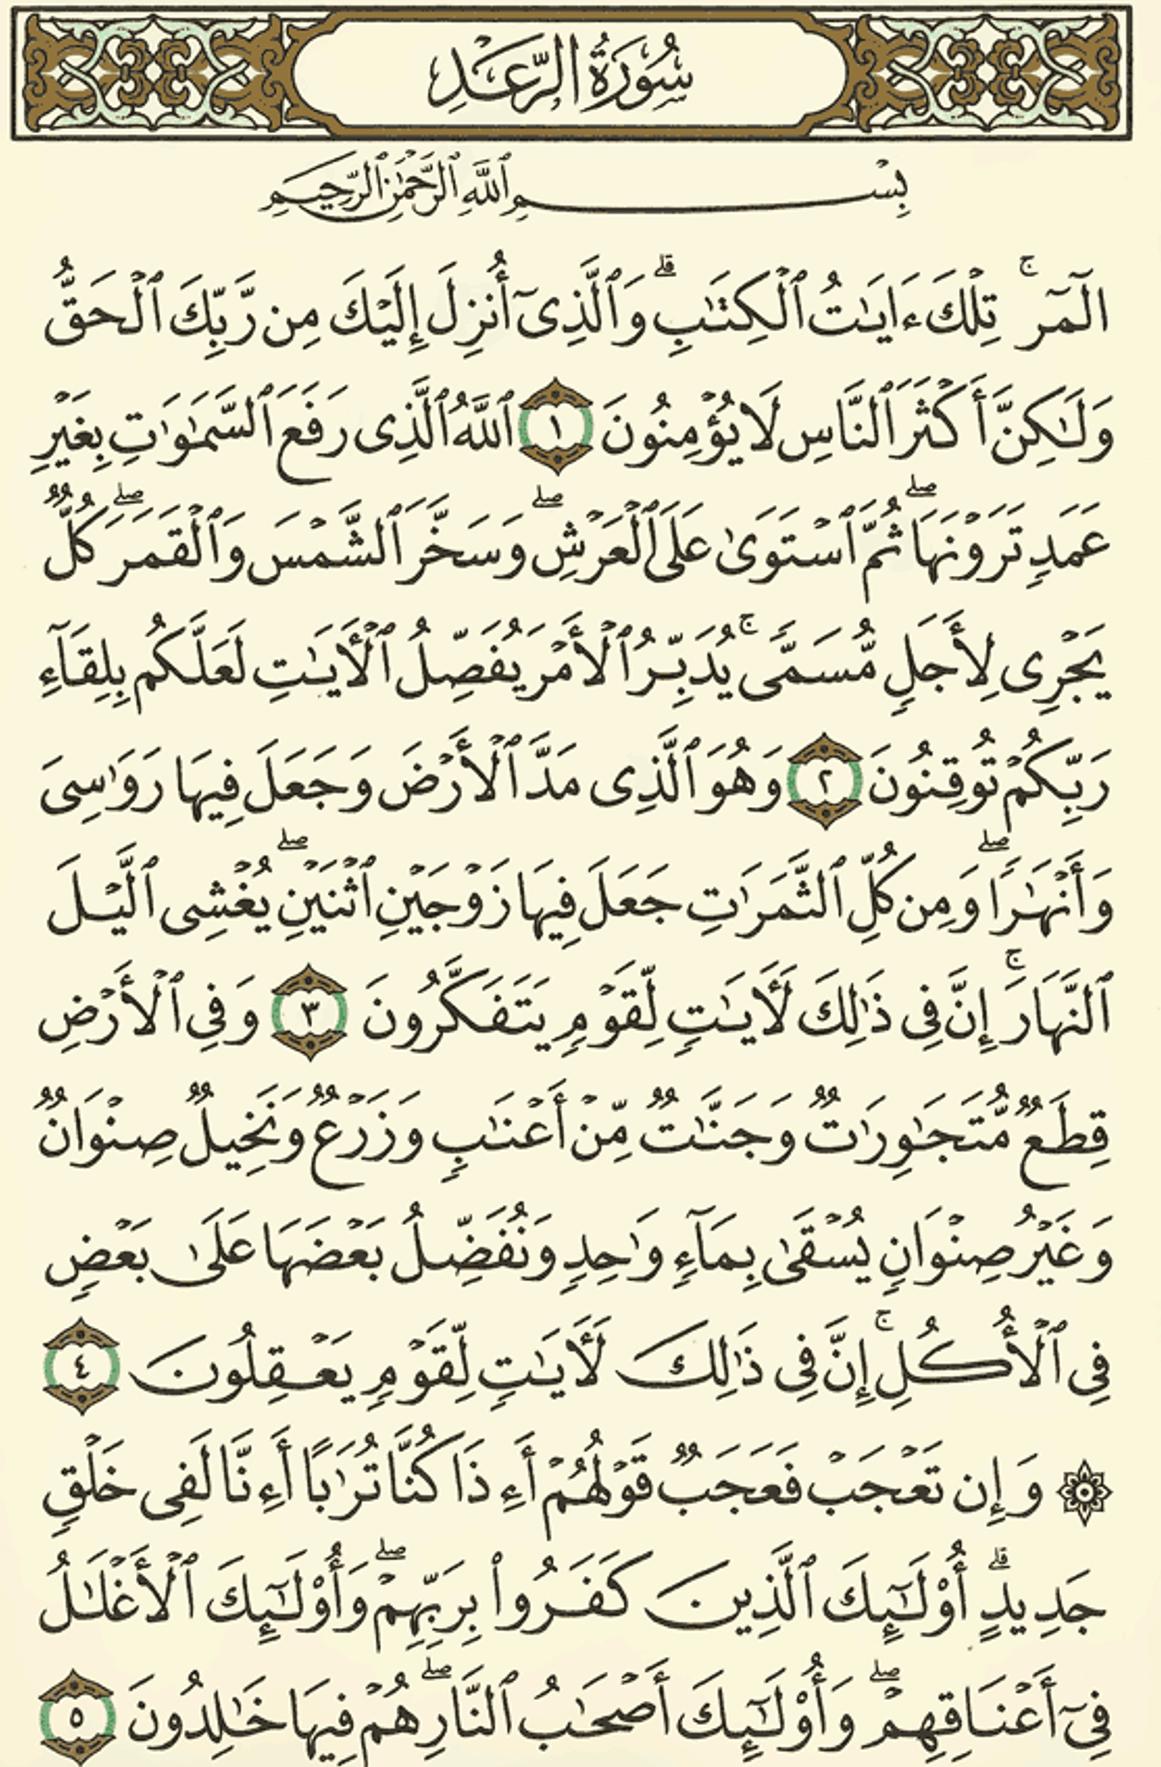 سُورَةُ الرَّعْدِ
بِسْمِ ٱللَّهِ ٱلرَّحْمَٰنِ ٱلرَّحِيمِ
الٓمٓرۚ تِلْكَ ءَايَٰتُ ٱلْكِتَٰبِۗ وَٱلَّذِىٓ أُنزِلَ إِلَيْكَ مِن رَّبِّكَ ٱلْحَقُّ
وَلَٰكِنَّ أَكْثَرَ ٱلنَّاسِ لَا يُؤْمِنُونَ ١ ٱللَّهُ ٱلَّذِى رَفَعَ ٱلسَّمَٰوَٰتِ بِغَيْرِ
عَمَدٍ تَرَوْنَهَاۖ ثُمَّ ٱسْتَوَىٰ عَلَى ٱلْعَرْشِۖ وَسَخَّرَ ٱلشَّمْسَ وَٱلْقَمَرَۖ كُلٌّ
يَجْرِى لِأَجَلٍ مُّسَمًّىۚ يُدَبِّرُ ٱلْأَمْرَ يُفَصِّلُ ٱلْءَايَٰتِ لَعَلَّكُم بِلِقَآءِ
رَبِّكُمْ تُوقِنُونَ ٢ وَهُوَ ٱلَّذِى مَدَّ ٱلْأَرْضَ وَجَعَلَ فِيهَا رَوَٰسِىَ
وَأَنْهَٰرًاۖ وَمِن كُلِّ ٱلثَّمَرَٰتِ جَعَلَ فِيهَا زَوْجَيْنِ ٱثْنَيْنِۖ يُغْشِى ٱلَّيْلَ
ٱلنَّهَارَۚ إِنَّ فِى ذَٰلِكَ لَءَايَٰتٍ لِّقَوْمٍ يَتَفَكَّرُونَ ٣ وَفِى ٱلْأَرْضِ
قِطَعٌ مُّتَجَٰوِرَٰتٌ وَجَنَّٰتٌ مِّنْ أَعْنَٰبٍ وَزَرْعٌ وَنَخِيلٌ صِنْوَانٌ
وَغَيْرُ صِنْوَانٍ يُسْقَىٰ بِمَآءٍ وَٰحِدٍ وَنُفَضِّلُ بَعْضَهَا عَلَىٰ بَعْضٍ
فِى ٱلْأُكُلِۚ إِنَّ فِى ذَٰلِكَ لَءَايَٰتٍ لِّقَوْمٍ يَعْقِلُونَ ٤
۞ وَإِن تَعْجَبْ فَعَجَبٌ قَوْلُهُمْ أَءِذَا كُنَّا تُرَٰبًا أَءِنَّا لَفِى خَلْقٍ
جَدِيدٍۗ أُو۟لَٰٓئِكَ ٱلَّذِينَ كَفَرُوا۟ بِرَبِّهِمْۖ وَأُو۟لَٰٓئِكَ ٱلْأَغْلَٰلُ
فِىٓ أَعْنَاقِهِمْۖ وَأُو۟لَٰٓئِكَ أَصْحَٰبُ ٱلنَّارِۖ هُمْ فِيهَا خَٰلِدُونَ ٥